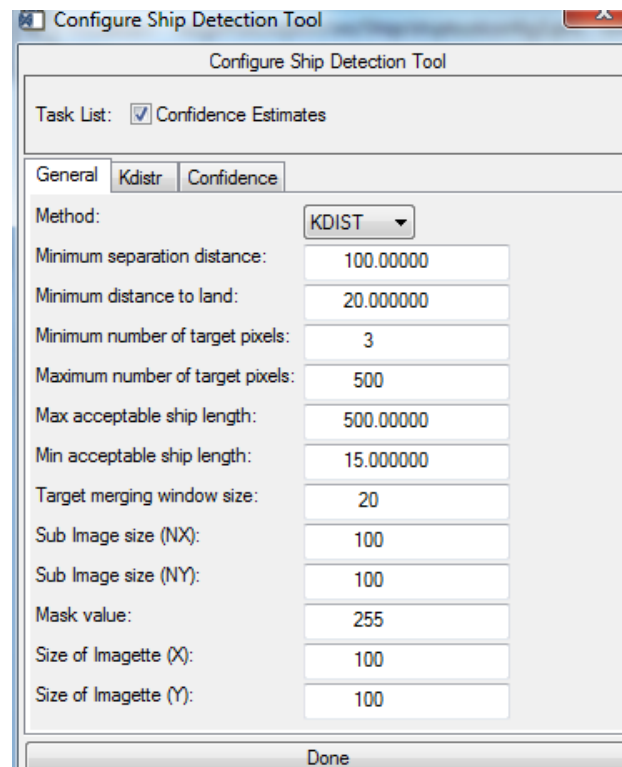 Configure Ship Detection Tool
Configure Ship Detection Tool
Task List: Confidence Estimates
General Kdistr Confidence
Method: KDIST
Minimum separation distance: 100.00000
Minimum distance to land: 20.000000
Minimum number of target pixels: 3
Maximum number of target pixels: 500
Max acceptable ship length: 500.00000
Min acceptable ship length: 15.000000
Target merging window size: 20
Sub Image size (NX): 100
Sub Image size (NY): 100
Mask value: 255
Size of Imagette (X): 100
Size of Imagette (Y): 100
Done